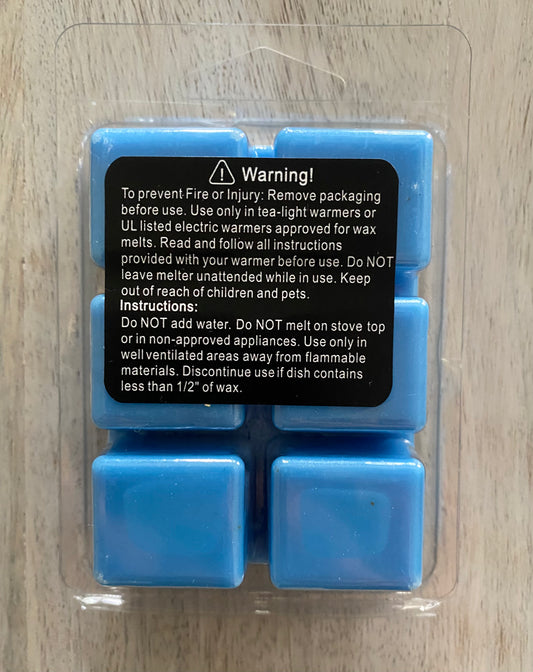 Warning!
To prevent Fire or Injury: Remove packaging
before use. Use only in tea-light warmers or
UL listed electric warmers approved for wax
melts. Read and follow all instructions
provided with your warmer before use. Do NOT
leave melter unattended while in use. Keep
out of reach of children and pets.
Instructions:
Do NOT add water. Do NOT melt on stove top
or in non-approved appliances. Use only in
well ventilated areas away from flammable
materials. Discontinue use if dish contains
less than 1/2" of wax.